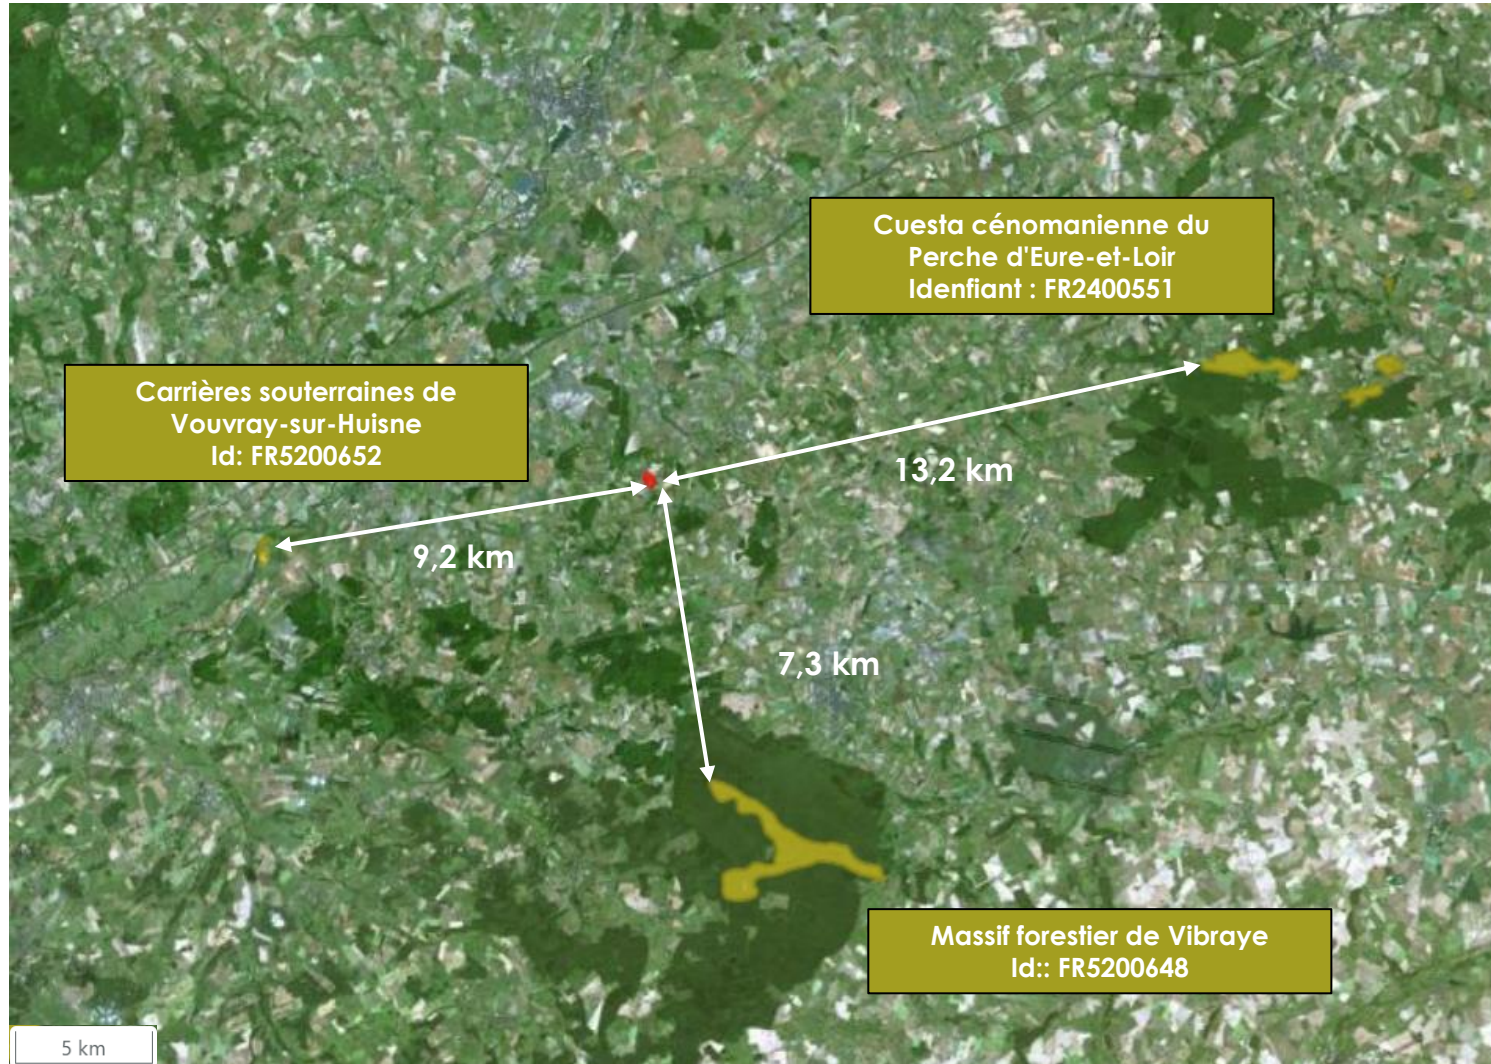 Cuesta cénomanienne du
Perche d'Eure-et-Loir
Idenfiant : FR2400551
Carrières souterraines de
Vouvray-sur-Huisne
Id: FR5200652
13,2 km
9,2 km
7,3 km
Massif forestier de Vibraye
Id:: FR5200648
5 km